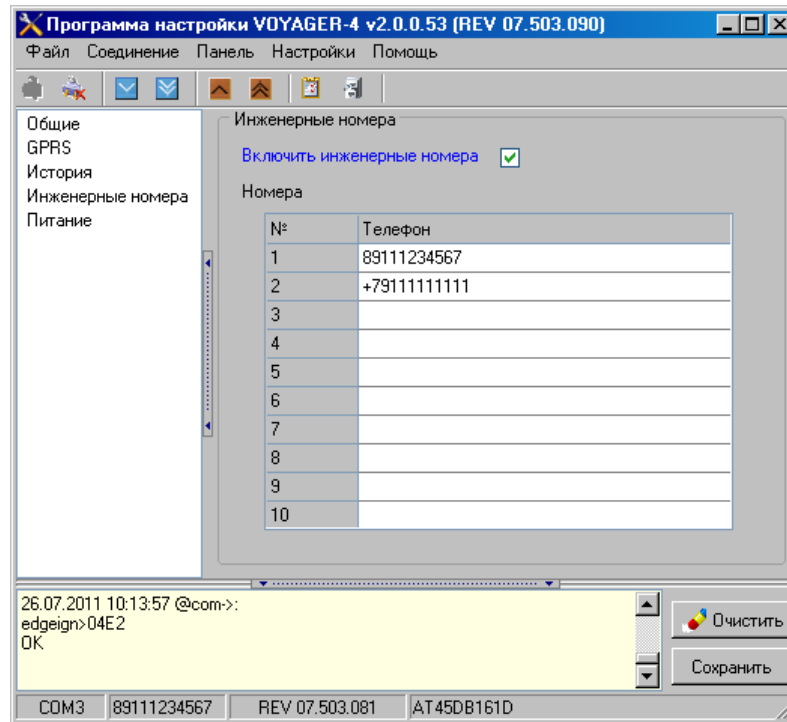 Программа настройки VOYAGER-4 v2.0.0.53 (REV 07.503.090)
Файл Соединение Панель Настройки Помощь
Общие
GPRS
История
Инженерные номера
Питание
Инженерные номера
Включить инженерные номера
Номера
№ Телефон
1 89111234567
2 +79111111111
3
4
5
6
7
8
9
10
26.07.2011 10:13:57 @com->:
edgeign>04E2
OK
Очистить
Сохранить
COM3 89111234567 REV 07.503.081 AT45DB161D